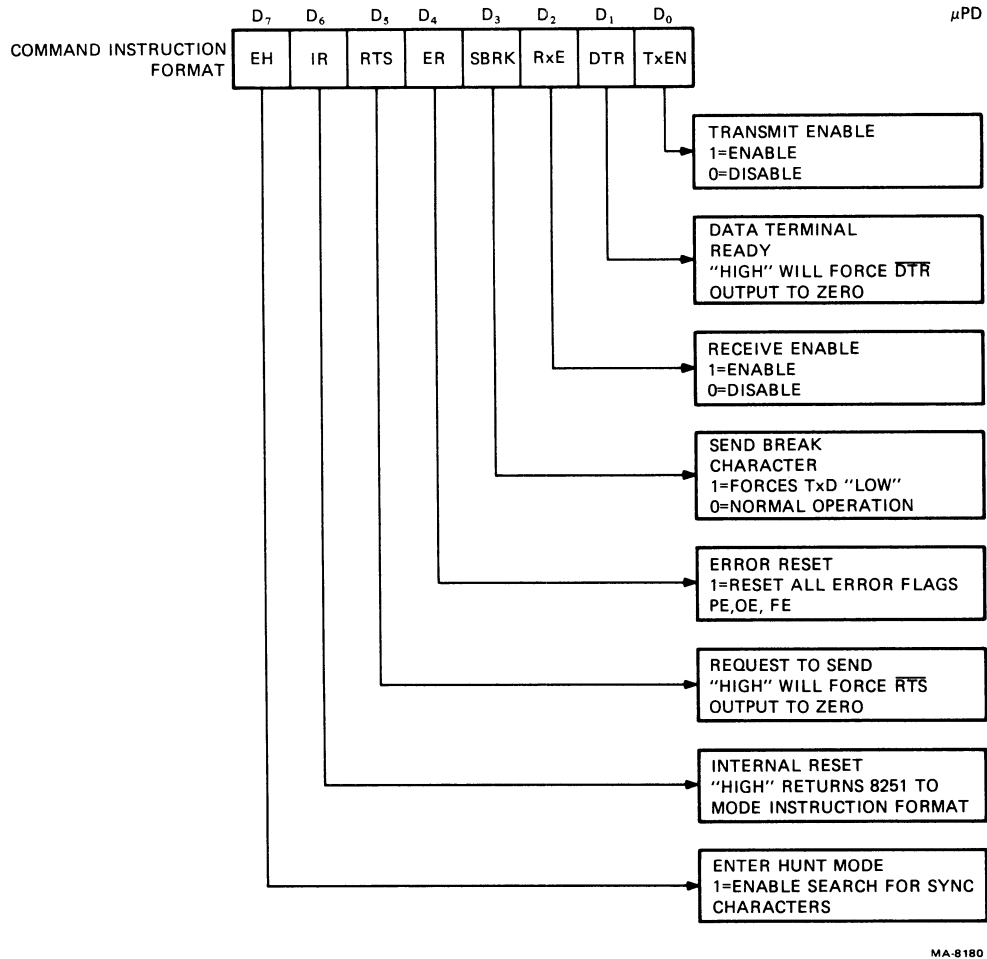 D₇ D₆ D₅ D₄ D₃ D₂ D₁ D₀ μPD
COMMAND INSTRUCTION
FORMAT
EH IR RTS ER SBRK RxE DTR TxEN
TRANSMIT ENABLE
1=ENABLE
0=DISABLE
DATA TERMINAL
READY
"HIGH" WILL FORCE D̅T̅R̅
OUTPUT TO ZERO
RECEIVE ENABLE
1=ENABLE
0=DISABLE
SEND BREAK
CHARACTER
1=FORCES TxD "LOW"
0=NORMAL OPERATION
ERROR RESET
1=RESET ALL ERROR FLAGS
PE,OE, FE
REQUEST TO SEND
"HIGH" WILL FORCE R̅T̅S̅
OUTPUT TO ZERO
INTERNAL RESET
"HIGH" RETURNS 8251 TO
MODE INSTRUCTION FORMAT
ENTER HUNT MODE
1=ENABLE SEARCH FOR SYNC
CHARACTERS
MA-8180